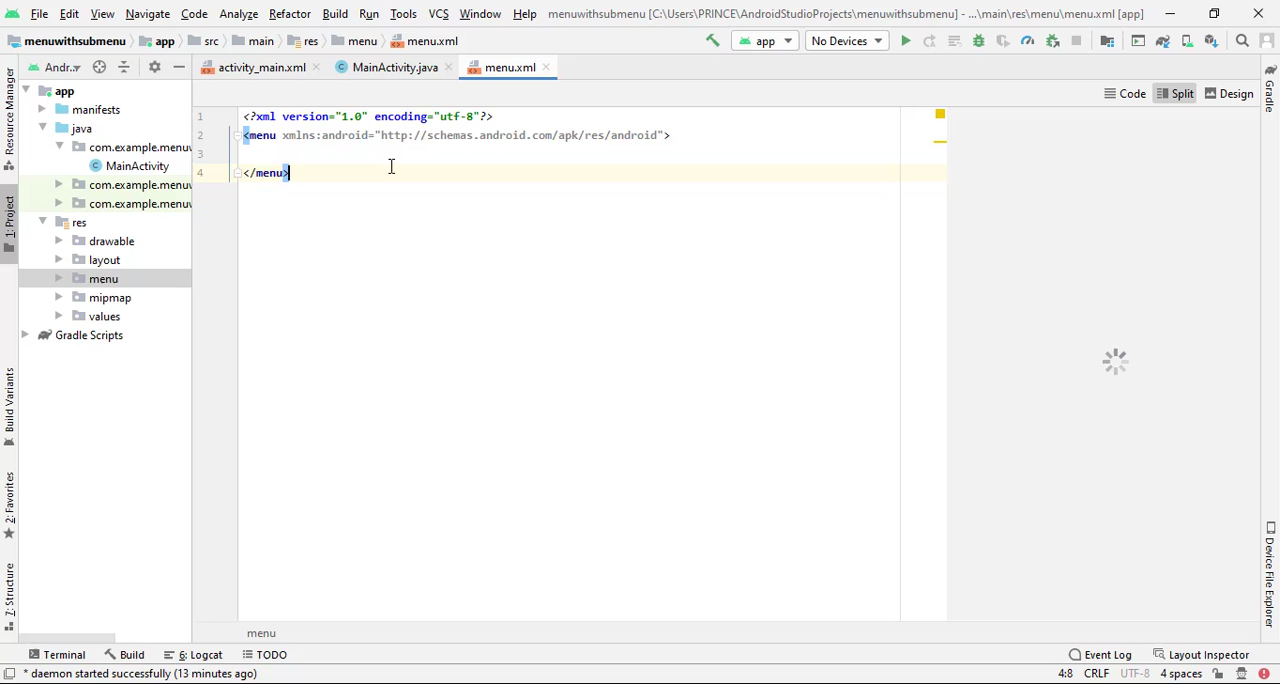 File Edit View Navigate Code Analyze Refactor Build Run Tools VCS Window Help menuwithsubmenu [C:\Users\PRINCE\AndroidStudioProjects\menuwithsubmenu] - ...\main\res\menu\menu.xml [app]
menuwithsubmenu app src main res menu menu.xml app No Devices
Andr... activity_main.xml MainActivity.java menu.xml
Code Split Design
app
manifests
java
com.example.menuw
MainActivity
com.example.menuw
com.example.menuw
res
drawable
layout
menu
mipmap
values
Gradle Scripts
1 <?xml version="1.0" encoding="utf-8"?>
2 <menu xmlns:android="http://schemas.android.com/apk/res/android">
3
4 </menu>
menu
Resource Manager
1: Project
Build Variants
2: Favorites
7: Structure
Gradle
Device File Explorer
Terminal Build 6: Logcat TODO Event Log Layout Inspector
* daemon started successfully (13 minutes ago) 4:8 CRLF UTF-8 4 spaces